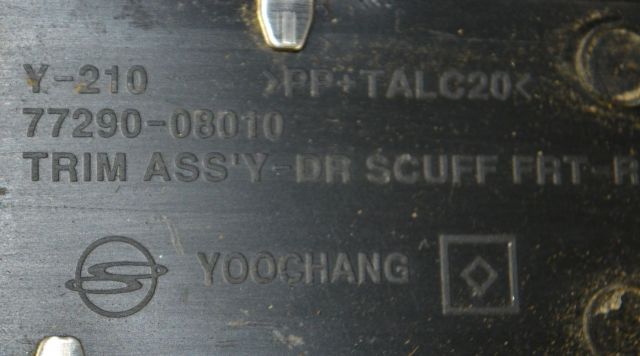 Y-210 >PP+TALC20<
77290-08010
TRIM ASS'Y-DR SCUFF FRT-R
YOOCHANG